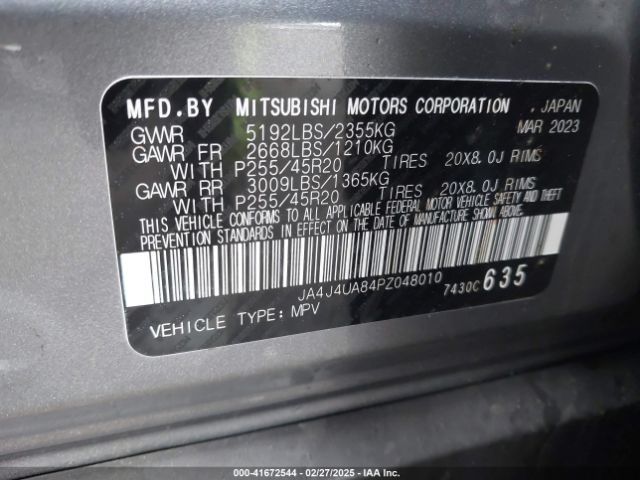 MFD.BY MITSUBISHI MOTORS CORPORATION . JAPAN
GVWR 5192LBS/2355KG MAR 2023
GAWR FR 2668LBS/1210KG
WITH P255/45R20 TIRES 20X8.0J RIMS
GAWR RR 3009LBS/1365KG
WITH P255/45R20 TIRES 20X8.0J RIMS
THIS VEHICLE CONFORMS TO ALL APPLICABLE FEDERAL MOTOR VEHICLE SAFETY AND THEFT
PREVENTION STANDARDS IN EFFECT ON THE DATE OF MANUFACTURE SHOWN ABOVE.
JA4J4UA84PZ048010 7430C 635
VEHICLE TYPE: MPV
000-41672544 - 02/27/2025 - IAA Inc.